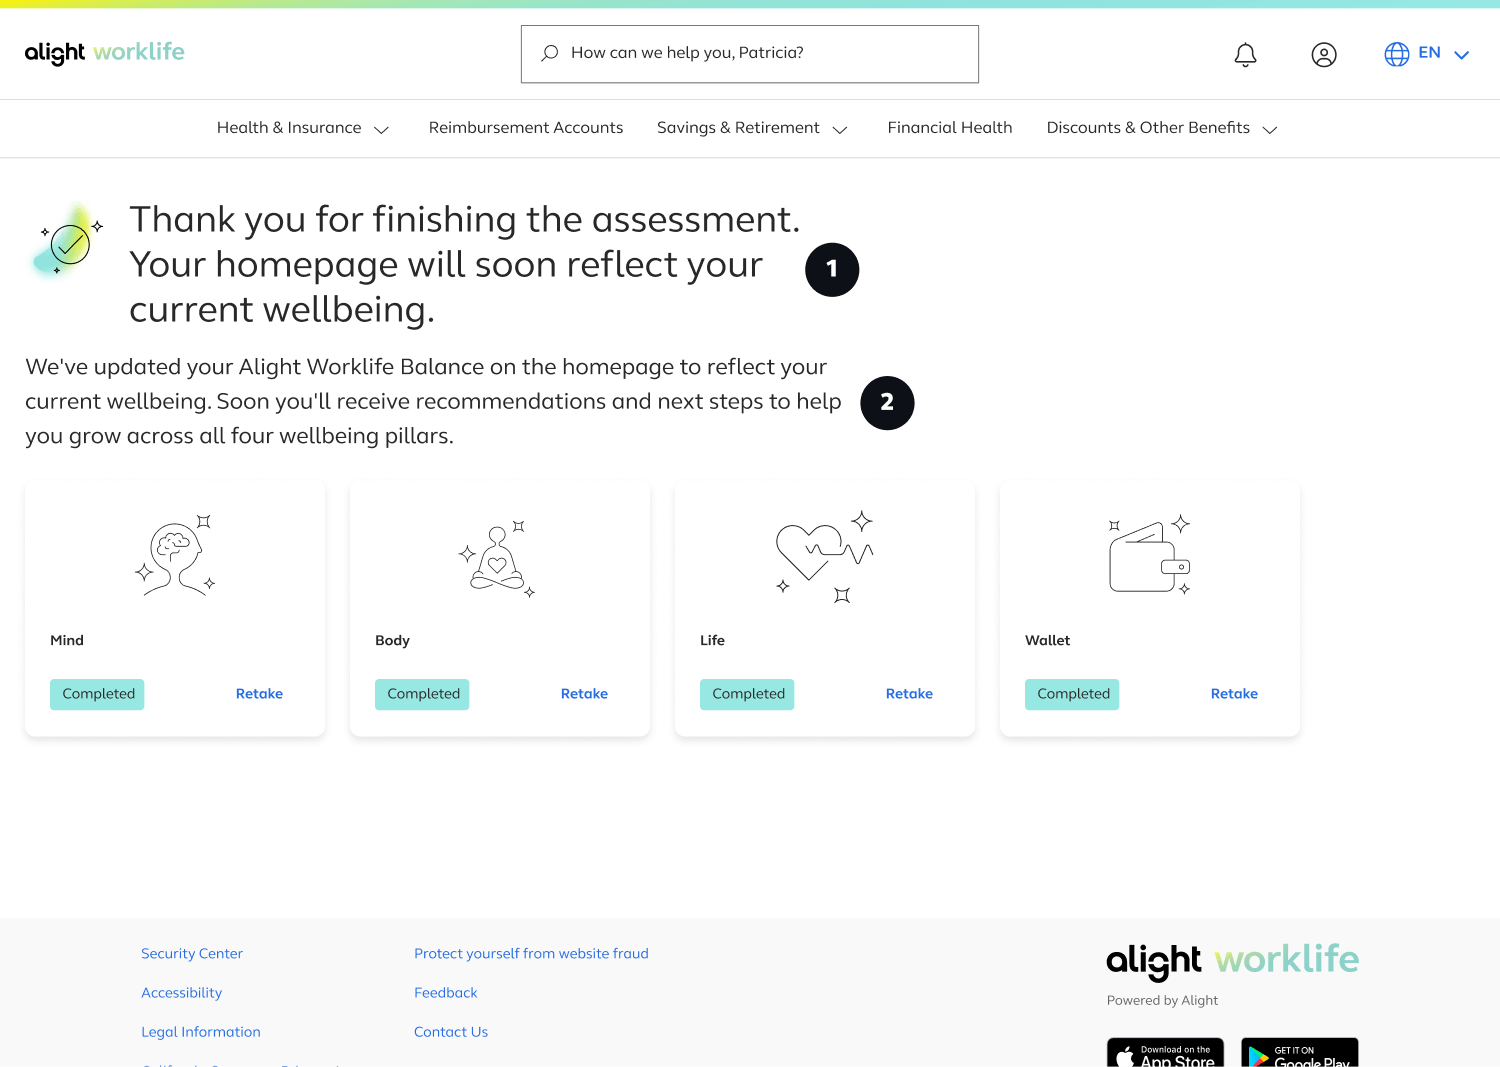 alight worklife
How can we help you, Patricia?
EN
Health & Insurance
Reimbursement Accounts
Savings & Retirement
Financial Health
Discounts & Other Benefits
Thank you for finishing the assessment.
Your homepage will soon reflect your
current wellbeing.
1
We've updated your Alight Worklife Balance on the homepage to reflect your
current wellbeing. Soon you'll receive recommendations and next steps to help
you grow across all four wellbeing pillars.
2
Mind
Completed
Retake
Body
Completed
Retake
Life
Completed
Retake
Wallet
Completed
Retake
Security Center
Accessibility
Legal Information
Protect yourself from website fraud
Feedback
Contact Us
alight worklife
Powered by Alight
Download on the
App Store
GET IT ON
Google Play